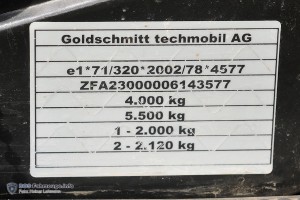 Goldschmitt techmobil AG
e1*71/320*2002/78*4577
ZFA23000006143577
4.000 kg
5.500 kg
1 - 2.000 kg
2 - 2.120 kg